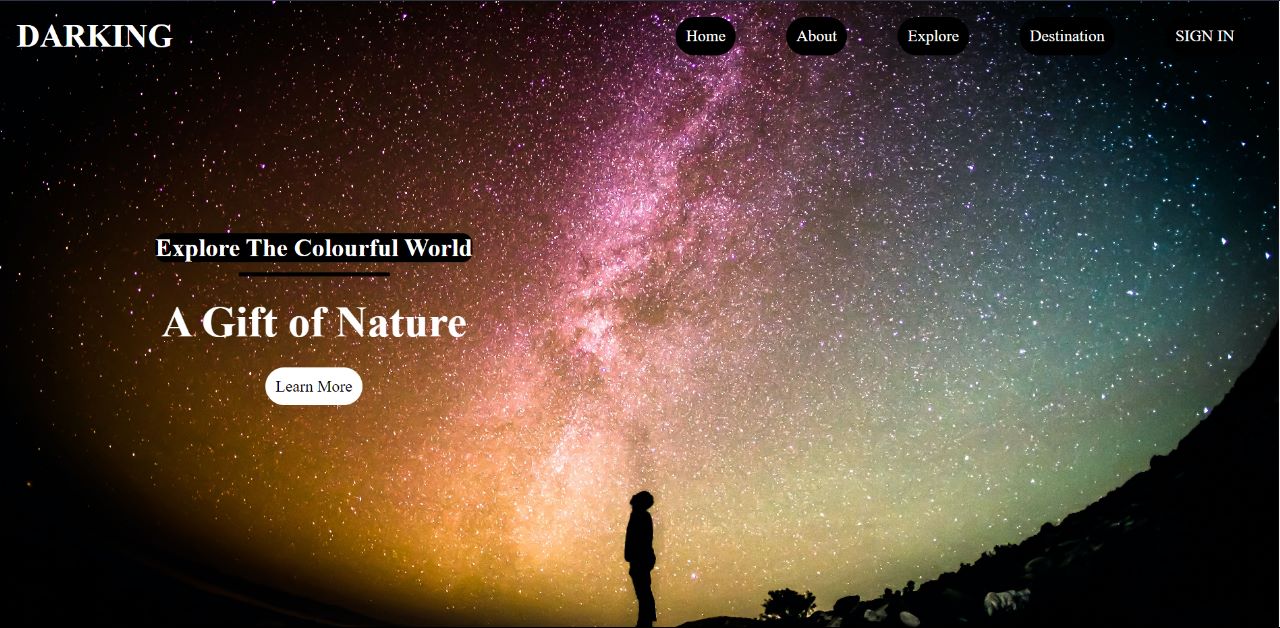 DARKING
Home About Explore Destination SIGN IN
Explore The Colourful World
A Gift of Nature
Learn More